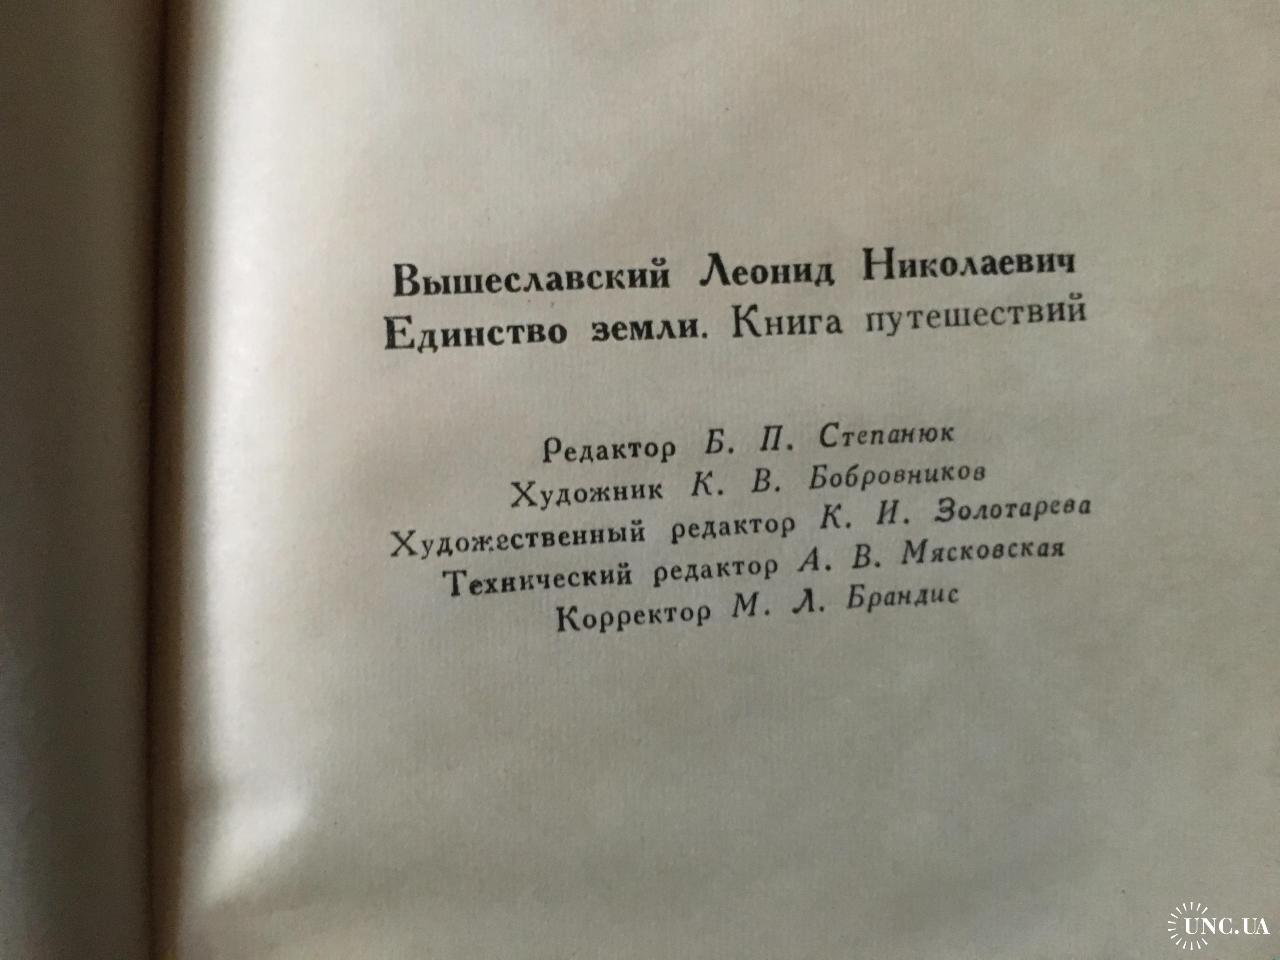 Вышеславский Леонид Николаевич
Единство земли. Книга путешествий
Редактор Б. П. Степанюк
Художник К. В. Бобровников
Художественный редактор К. И. Золотарева
Технический редактор А. В. Мясковская
Корректор М. Л. Брандис
UNC.UA